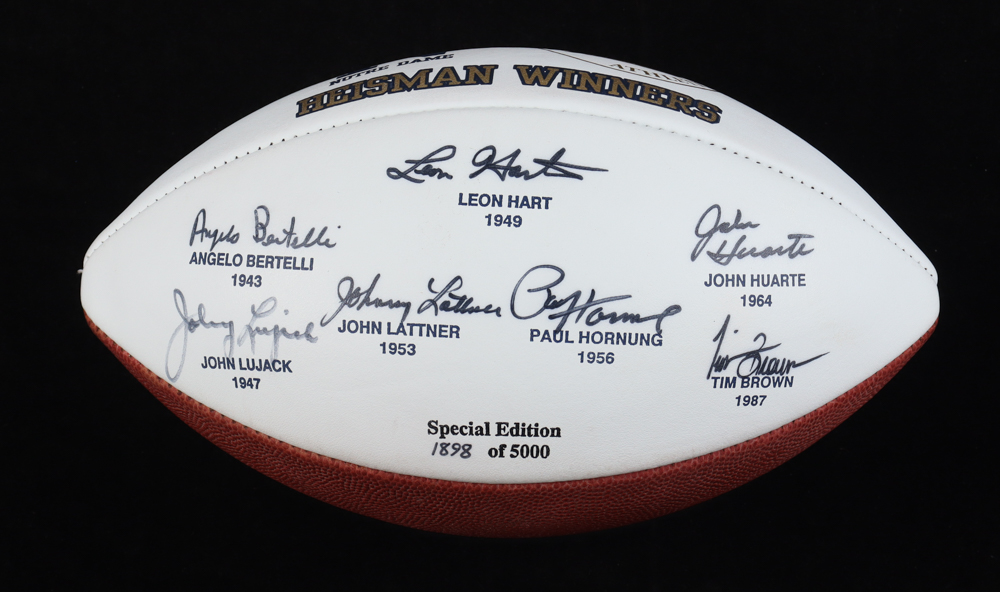 NOTRE DAME
HEISMAN WINNERS
Leon Hart
LEON HART
1949
Angelo Bertelli
ANGELO BERTELLI
1943
John Huarte
JOHN HUARTE
1964
Johnny Lujack
JOHN LUJACK
1947
Johnny Lattner
JOHN LATTNER
1953
Paul Hornung
PAUL HORNUNG
1956
Tim Brown
TIM BROWN
1987
Special Edition
1898 of 5000